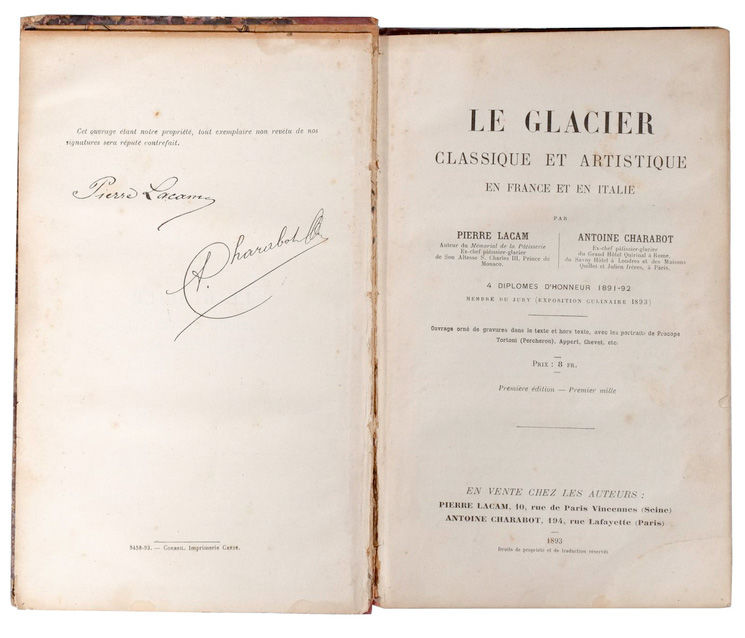 Cet ouvrage étant notre propriété, tout exemplaire non revêtu de nos
signatures sera réputé contrefait.
Pierre Lacam
A. Charabot
5458-93. — CORBEIL. Imprimerie CRÉTÉ.
LE GLACIER
CLASSIQUE ET ARTISTIQUE
EN FRANCE ET EN ITALIE
PAR
PIERRE LACAM
Auteur du Mémorial de la Pâtisserie
Ex-chef pâtissier-glacier
de Son Altesse S. Charles III, Prince de
Monaco.
ANTOINE CHARABOT
Ex-chef pâtissier-glacier
du Grand Hôtel Quirinal à Rome,
du Savoy Hôtel à Londres et des Maisons
Quillet et Julien frères, à Paris.
4 DIPLOMES D'HONNEUR 1891-92
MEMBRE DU JURY (EXPOSITION CULINAIRE 1893)
Ouvrage orné de gravures dans le texte et hors texte, avec les portraits de Procope
Tortoni (Percheron), Appert, Chevet, etc.
PRIX : 8 FR.
Première édition — Premier mille
EN VENTE CHEZ LES AUTEURS :
PIERRE LACAM, 10, rue de Paris Vincennes (Seine)
ANTOINE CHARABOT, 194, rue Lafayette (Paris)
1893
Droits de propriété et de traduction réservés